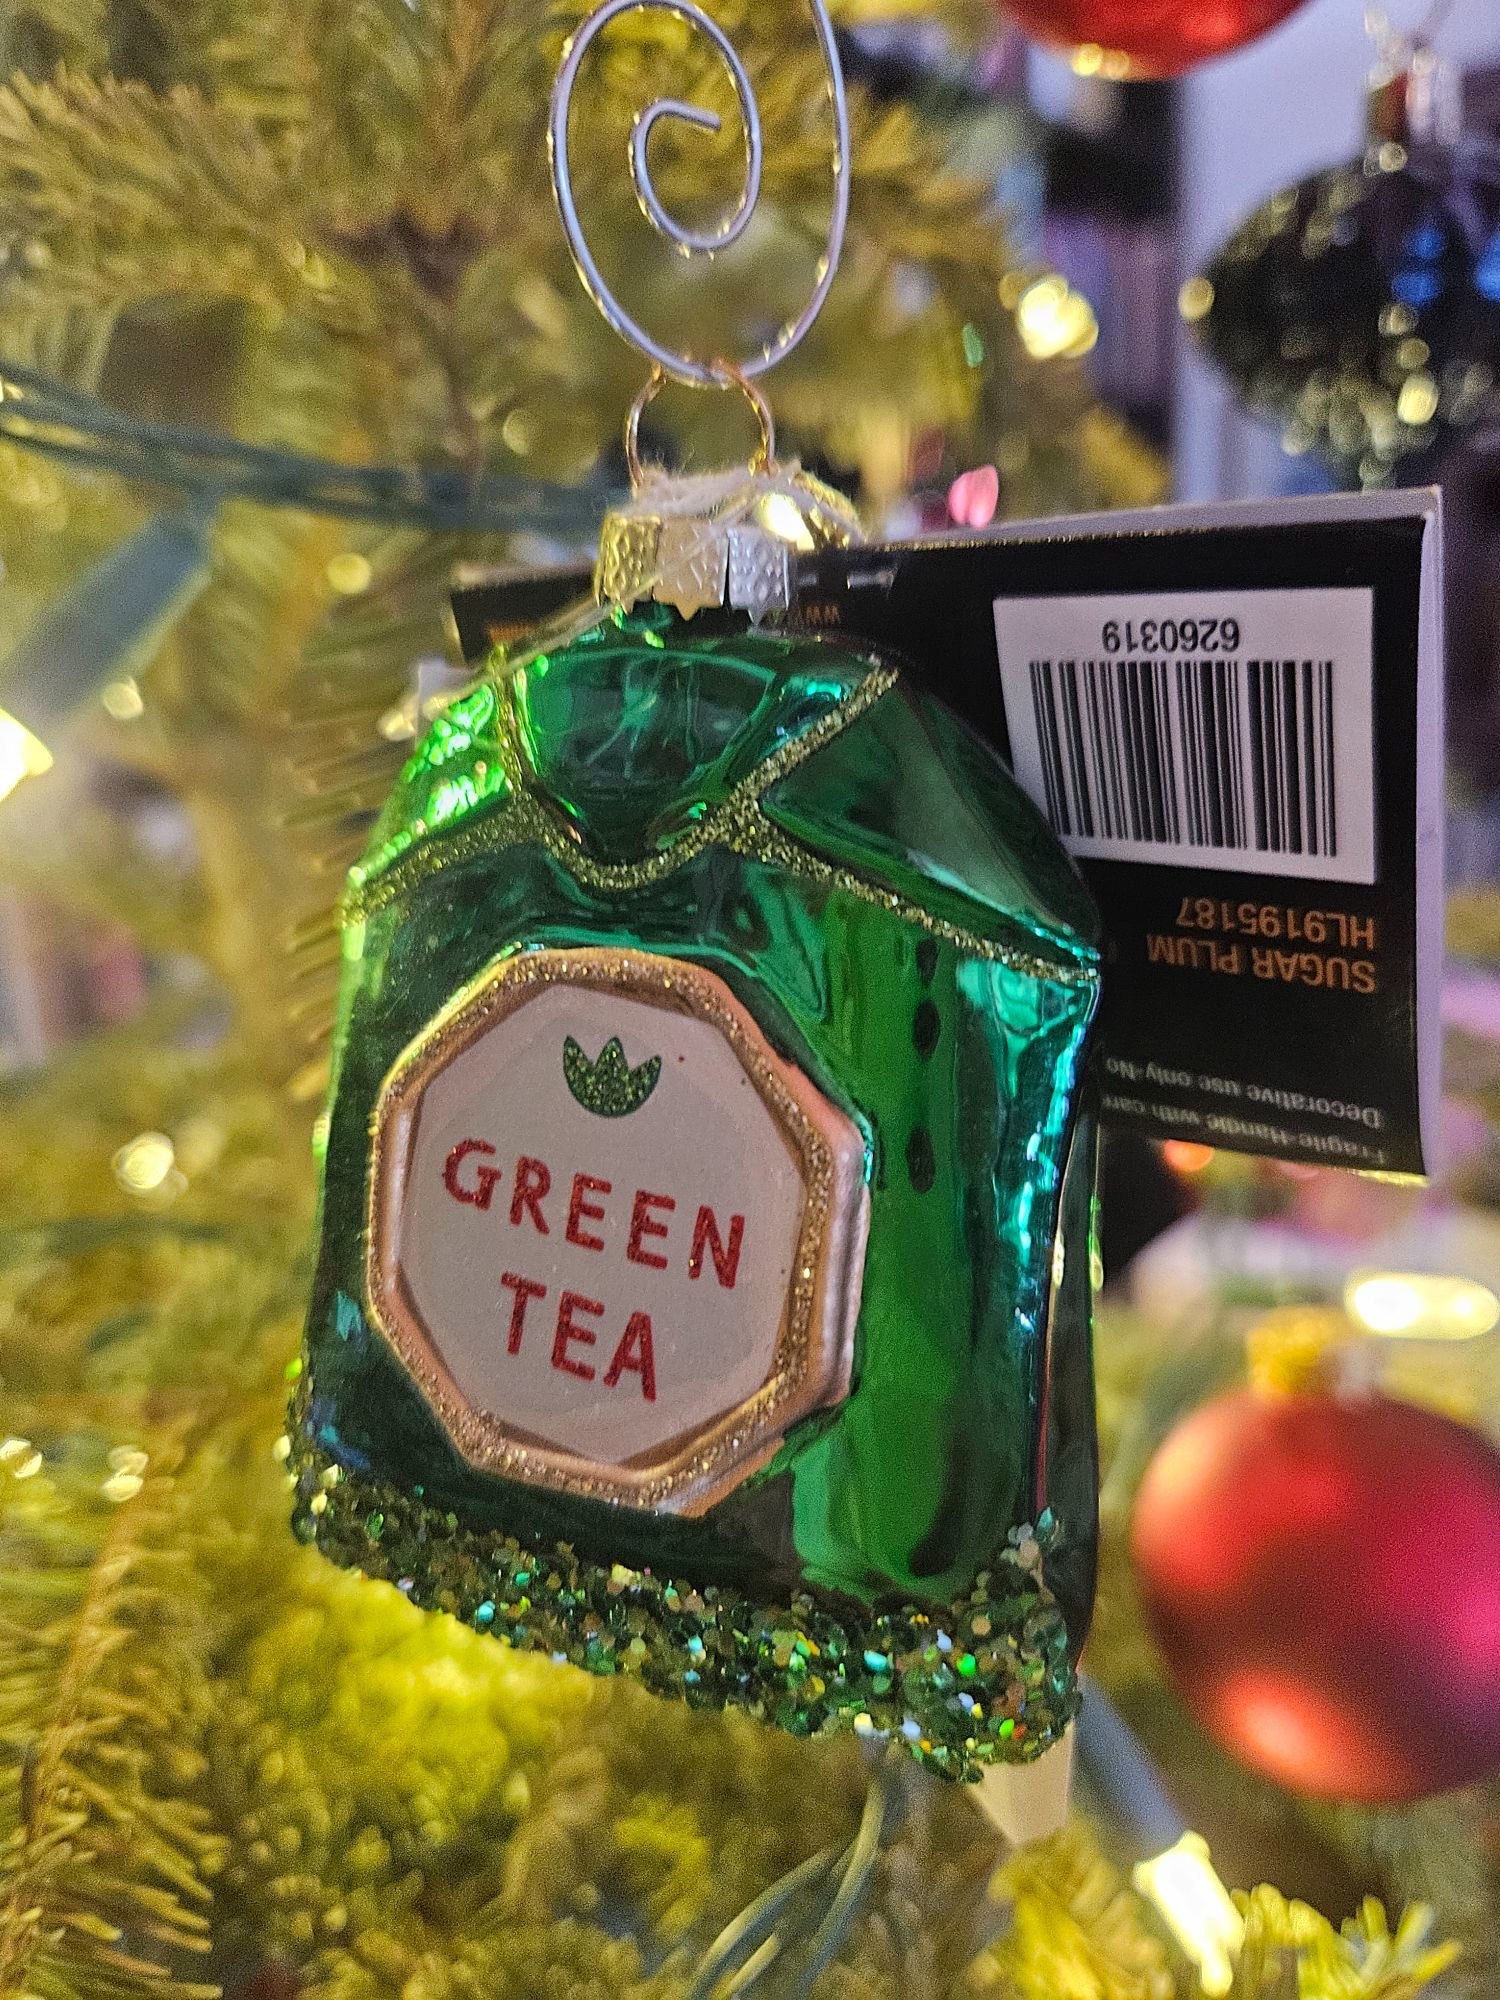 GREEN
TEA
6260319
HL9195187
SUGAR PLUM
Decorative use only-No
Fragile-Handle with care